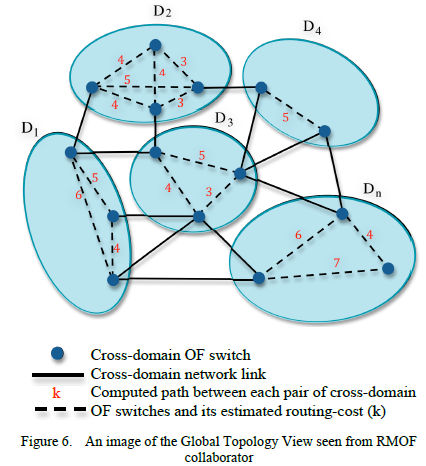 D2
D4
4
3
4
5
4
3
D3
5
D1
5
5
6
4
3
Dn
4
6
4
7
Cross-domain OF switch
Cross-domain network link
k Computed path between each pair of cross-domain
OF switches and its estimated routing-cost (k)
Figure 6. An image of the Global Topology View seen from RMOF
collaborator